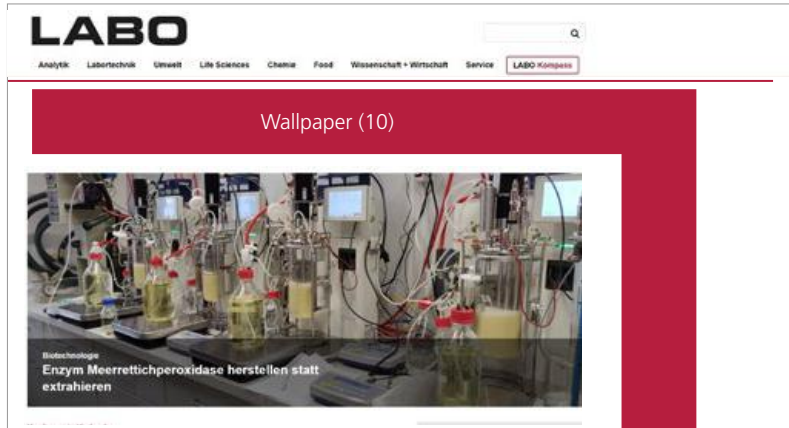 LABO
Analytik Labortechnik Umwelt Life Sciences Chemie Food Wissenschaft + Wirtschaft Service LABO Kompass
Wallpaper (10)
Biotechnologie
Enzym Meerrettichperoxidase herstellen statt
extrahieren